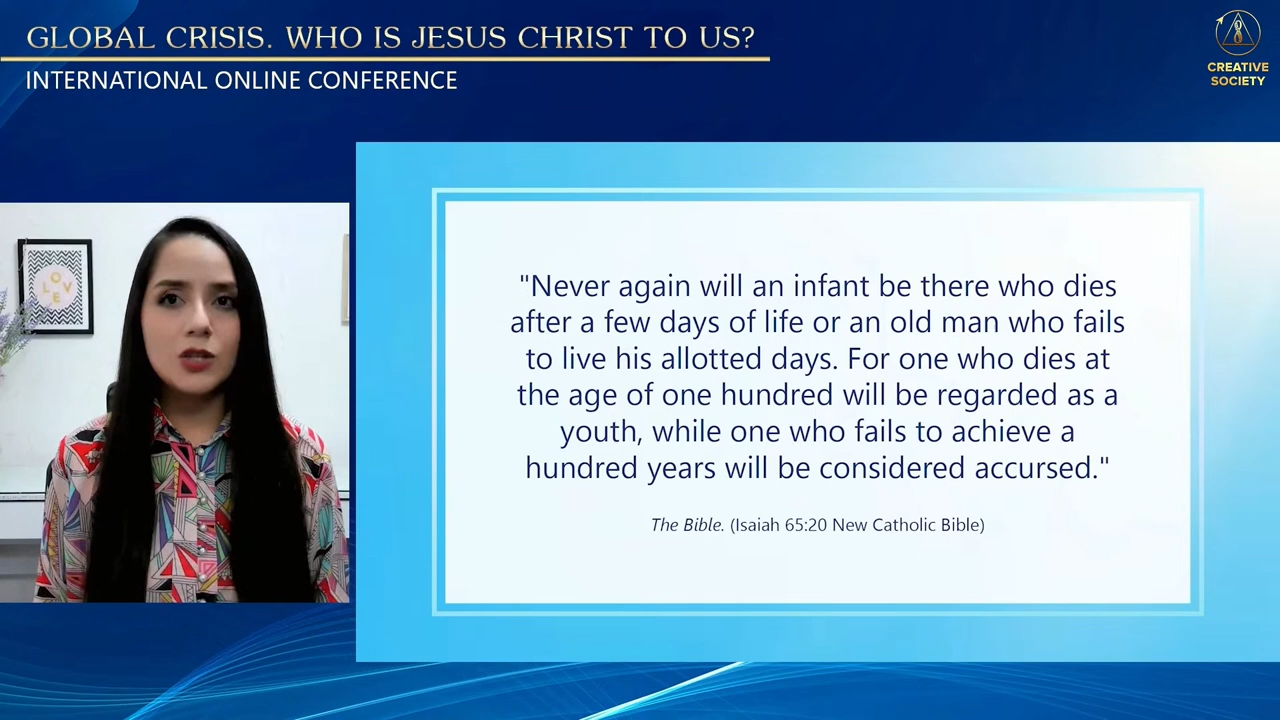 GLOBAL CRISIS. WHO IS JESUS CHRIST TO US?
INTERNATIONAL ONLINE CONFERENCE
CREATIVE
SOCIETY
LOVE
"Never again will an infant be there who dies
after a few days of life or an old man who fails
to live his allotted days. For one who dies at
the age of one hundred will be regarded as a
youth, while one who fails to achieve a
hundred years will be considered accursed."
The Bible. (Isaiah 65:20 New Catholic Bible)